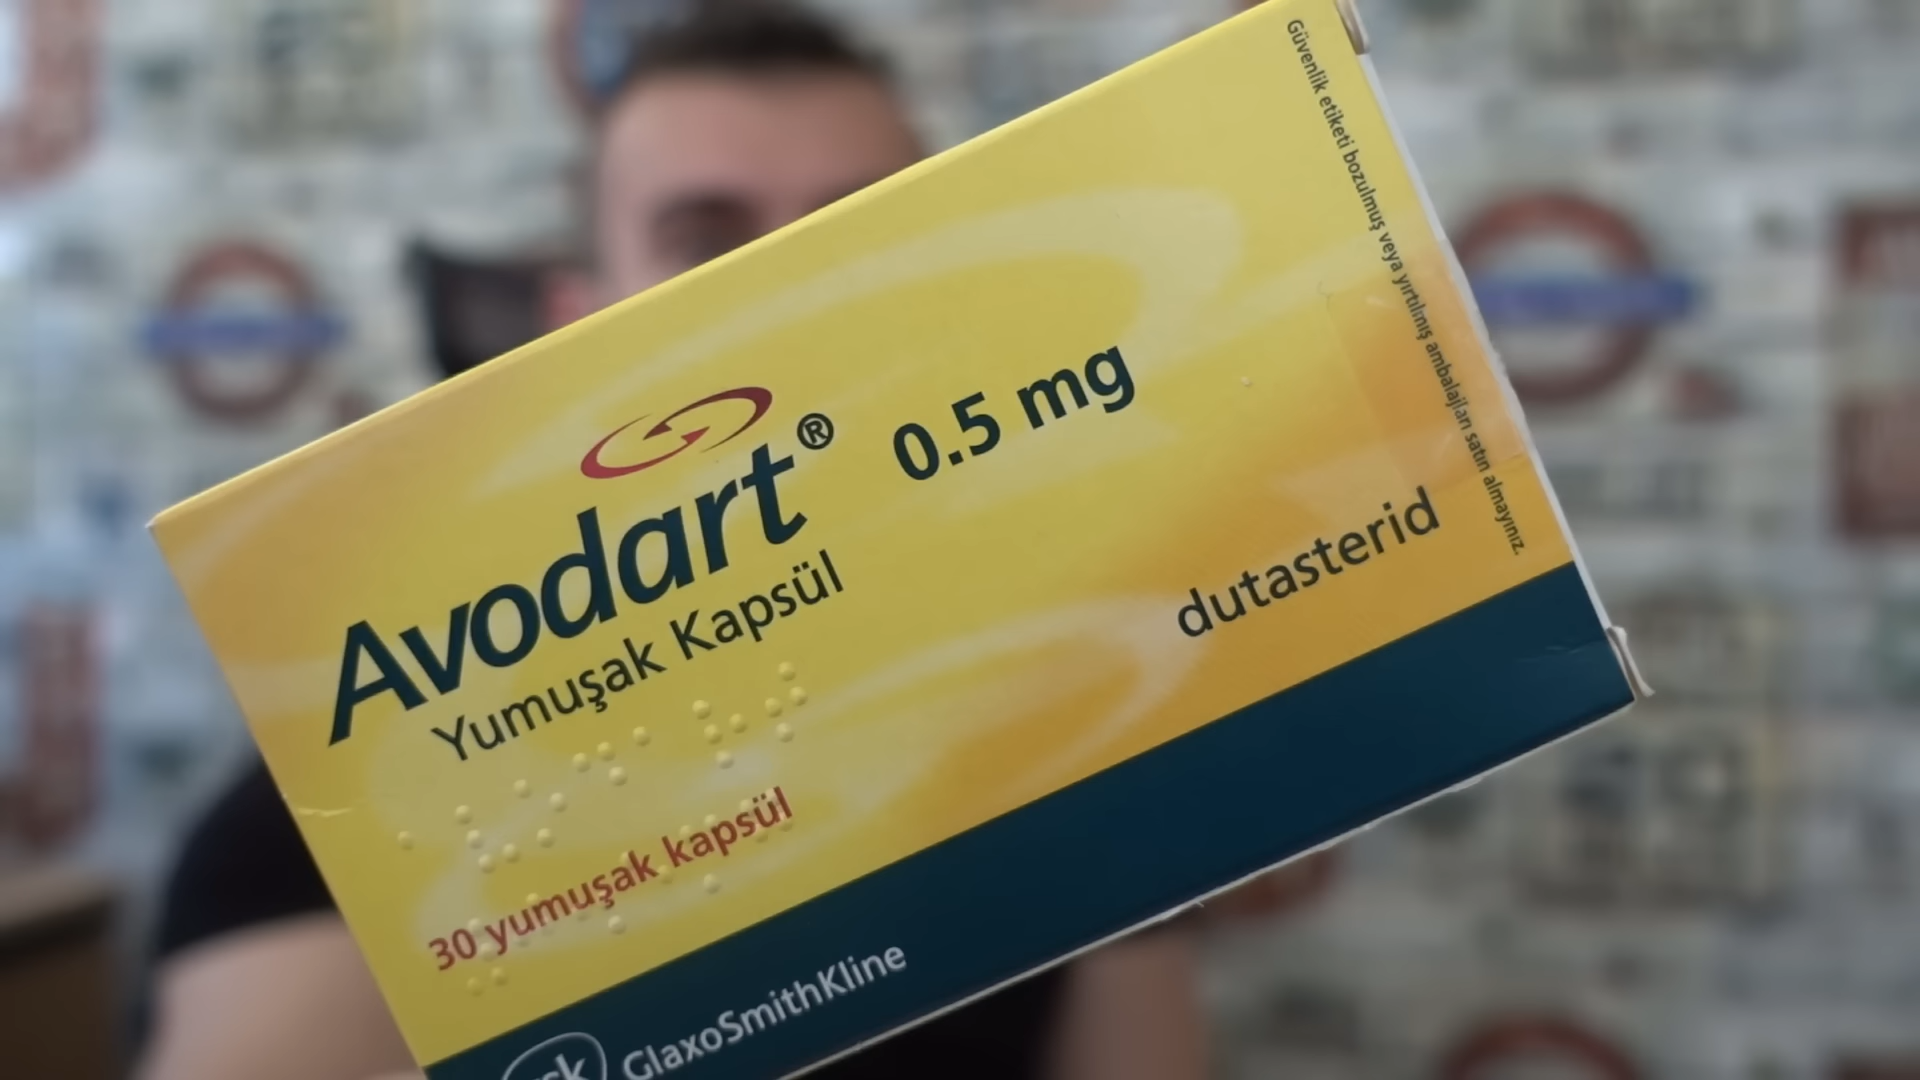 Avodart® 0.5 mg
Yumuşak Kapsül
dutasterid
30 yumuşak kapsül
GlaxoSmithKline
Güvenlik etiketi bozulmuş veya yırtılmış ambalajları satın almayınız.